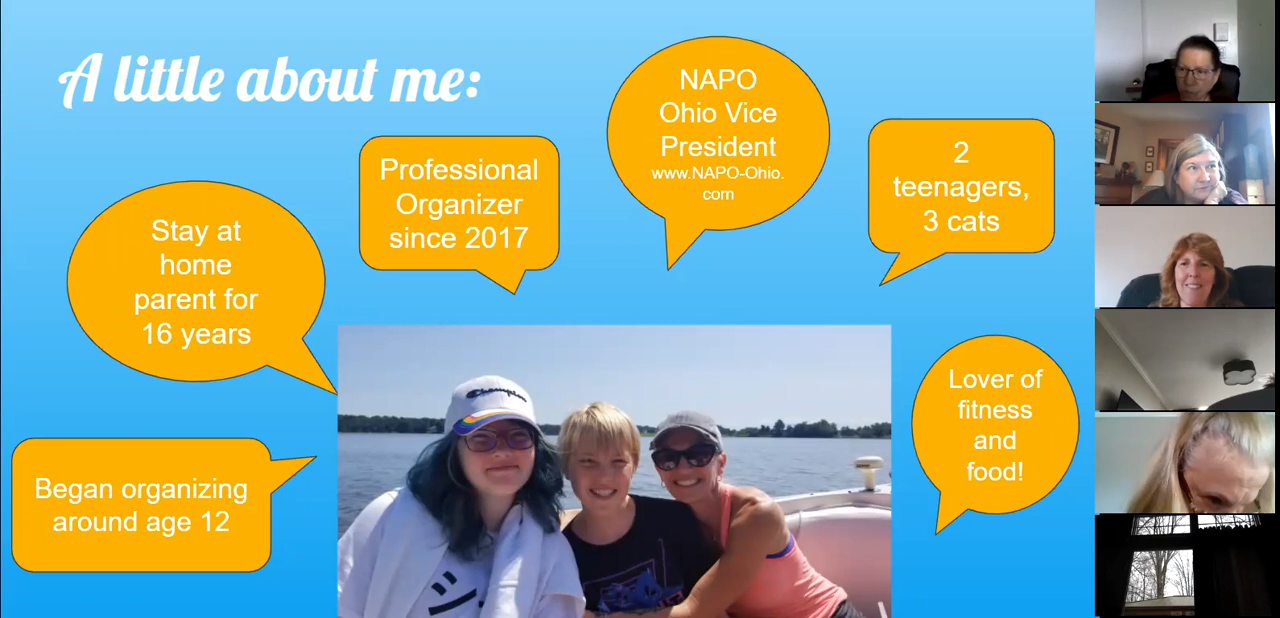 A little about me:
NAPO
Ohio Vice
President
www.NAPO-Ohio.
com
2
teenagers,
3 cats
Professional
Organizer
since 2017
Stay at
home
parent for
16 years
Lover of
fitness
and
food!
Began organizing
around age 12
Champion